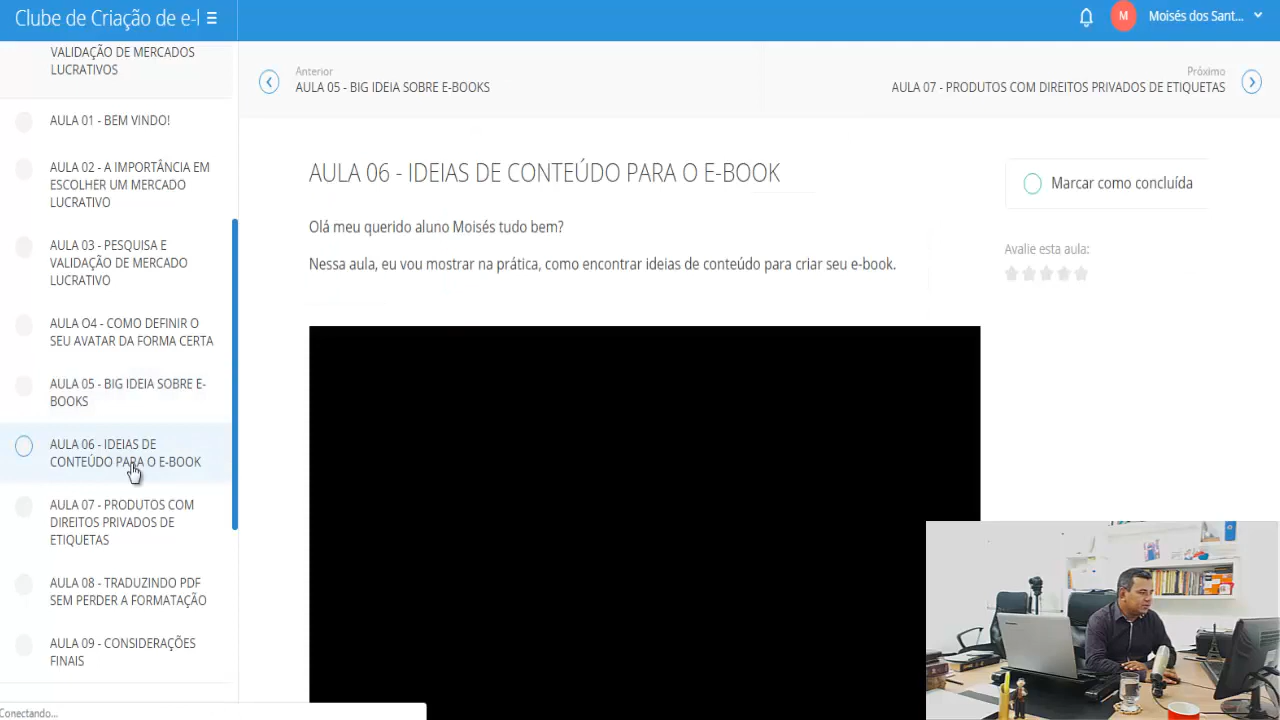 Clube de Criação de e-l
M
Moisés dos Sant...
VALIDAÇÃO DE MERCADOS
LUCRATIVOS
AULA 01 - BEM VINDO!
AULA 02 - A IMPORTÂNCIA EM
ESCOLHER UM MERCADO
LUCRATIVO
AULA 03 - PESQUISA E
VALIDAÇÃO DE MERCADO
LUCRATIVO
AULA O4 - COMO DEFINIR O
SEU AVATAR DA FORMA CERTA
AULA 05 - BIG IDEIA SOBRE E-
BOOKS
AULA 06 - IDEIAS DE
CONTEÚDO PARA O E-BOOK
AULA 07 - PRODUTOS COM
DIREITOS PRIVADOS DE
ETIQUETAS
AULA 08 - TRADUZINDO PDF
SEM PERDER A FORMATAÇÃO
AULA 09 - CONSIDERAÇÕES
FINAIS
Conectando...
Anterior
AULA 05 - BIG IDEIA SOBRE E-BOOKS
Próximo
AULA 07 - PRODUTOS COM DIREITOS PRIVADOS DE ETIQUETAS
AULA 06 - IDEIAS DE CONTEÚDO PARA O E-BOOK
Olá meu querido aluno Moisés tudo bem?
Nessa aula, eu vou mostrar na prática, como encontrar ideias de conteúdo para criar seu e-book.
Marcar como concluída
Avalie esta aula: